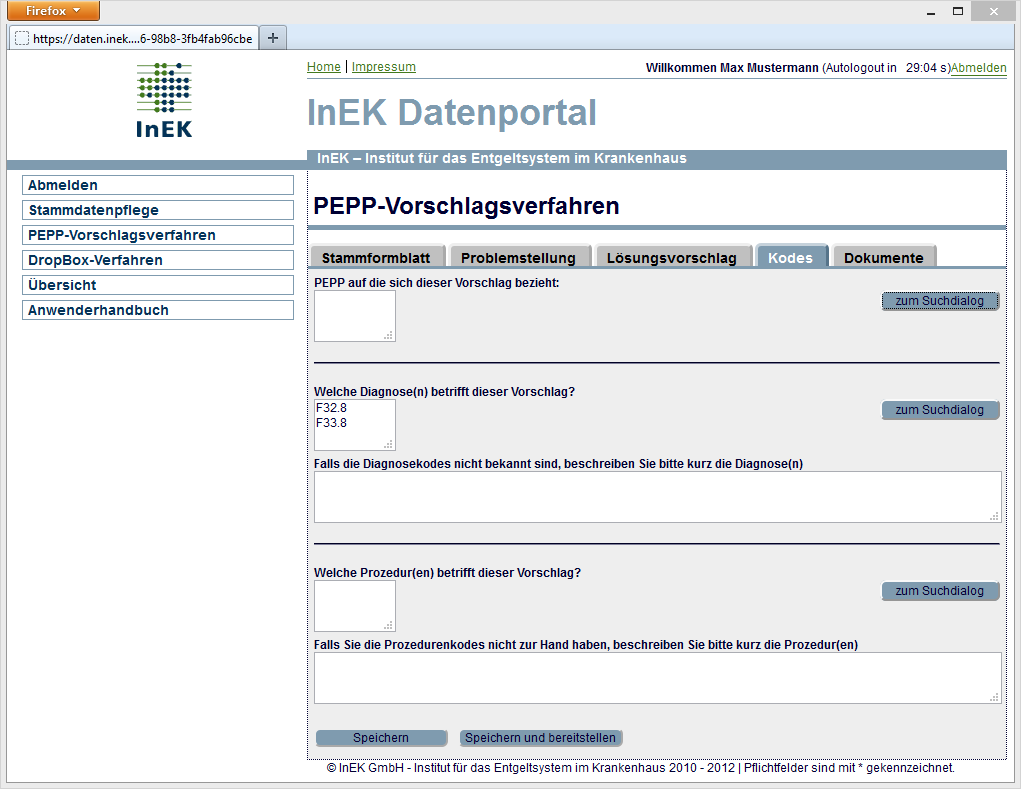 Firefox
https://daten.inek....6-98b8-3fb4fab96cbe
InEK
Home | Impressum
Willkommen Max Mustermann (Autologout in 29:04 s)Abmelden
InEK Datenportal
InEK – Institut für das Entgeltsystem im Krankenhaus
Abmelden
Stammdatenpflege
PEPP-Vorschlagsverfahren
DropBox-Verfahren
Übersicht
Anwenderhandbuch
PEPP-Vorschlagsverfahren
Stammformblatt Problemstellung Lösungsvorschlag Kodes Dokumente
PEPP auf die sich dieser Vorschlag bezieht:
zum Suchdialog
Welche Diagnose(n) betrifft dieser Vorschlag?
F32.8
F33.8
zum Suchdialog
Falls die Diagnosekodes nicht bekannt sind, beschreiben Sie bitte kurz die Diagnose(n)
Welche Prozedur(en) betrifft dieser Vorschlag?
zum Suchdialog
Falls Sie die Prozedurenkodes nicht zur Hand haben, beschreiben Sie bitte kurz die Prozedur(en)
Speichern Speichern und bereitstellen
© InEK GmbH - Institut für das Entgeltsystem im Krankenhaus 2010 - 2012 | Pflichtfelder sind mit * gekennzeichnet.